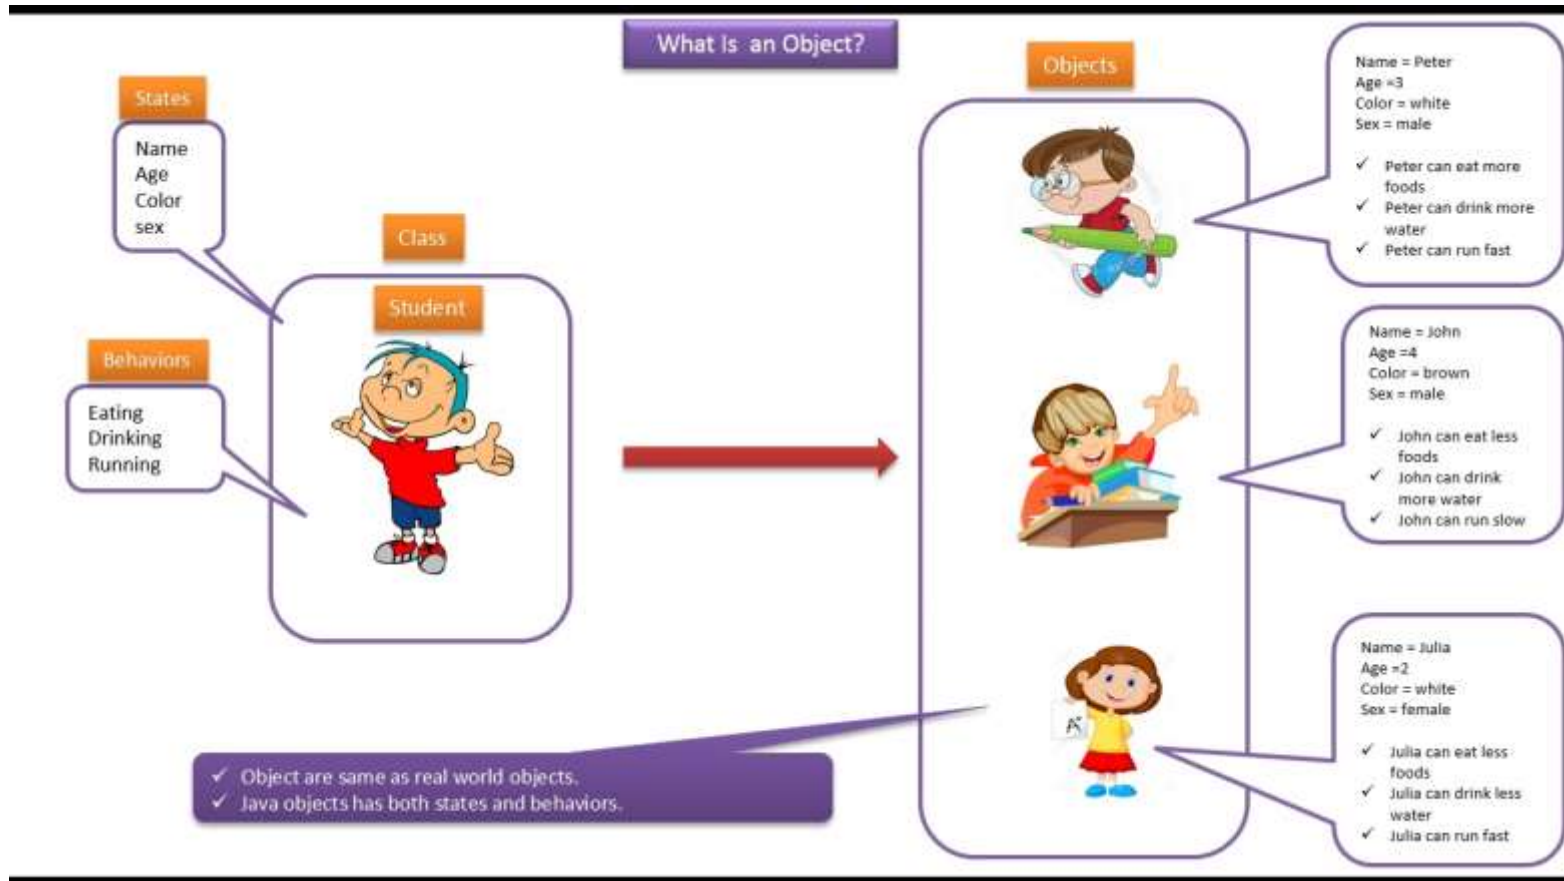 What Is an Object?
States
Name
Age
Color
sex
Behaviors
Eating
Drinking
Running
Class
Student
Objects
Name = Peter
Age =3
Color = white
Sex = male
✓ Peter can eat more
foods
✓ Peter can drink more
water
✓ Peter can run fast
Name = John
Age =4
Color = brown
Sex = male
✓ John can eat less
foods
✓ John can drink
more water
✓ John can run slow
Name = Julia
Age =2
Color = white
Sex = female
✓ Julia can eat less
foods
✓ Julia can drink less
water
✓ Julia can run fast
A+
✓ Object are same as real world objects.
✓ Java objects has both states and behaviors.